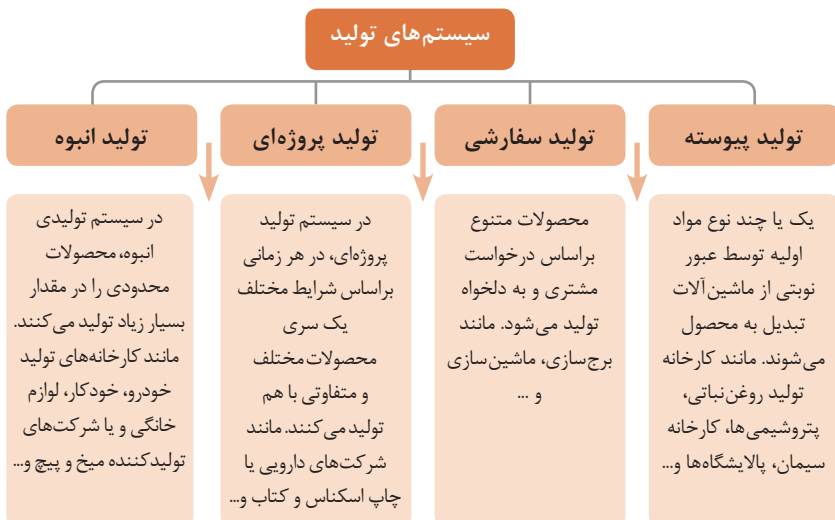 سیستم‌های تولید
تولید پیوسته
یک یا چند نوع مواد
اولیه توسط عبور
نوبتی از ماشین‌آلات
تبدیل به محصول
می‌شوند. مانند کارخانه
تولید روغن‌نباتی،
پتروشیمی‌ها، کارخانه
سیمان، پالایشگاه‌ها و...
تولید سفارشی
محصولات متنوع
براساس درخواست
مشتری و به دلخواه
تولید می‌شود. مانند
برج‌سازی، ماشین‌سازی
و ...
تولید پروژه‌ای
در سیستم تولید
پروژه‌ای، در هر زمانی
براساس شرایط مختلف
یک سری
محصولات مختلف
و متفاوتی با هم
تولید می‌کنند. مانند
شرکت‌های دارویی یا
چاپ اسکناس و کتاب و...
تولید انبوه
در سیستم تولیدی
انبوه، محصولات
محدودی را در مقدار
بسیار زیاد تولید می‌کنند.
مانند کارخانه‌های تولید
خودرو، خودکار، لوازم
خانگی و یا شرکت‌های
تولیدکننده میخ و پیچ و...